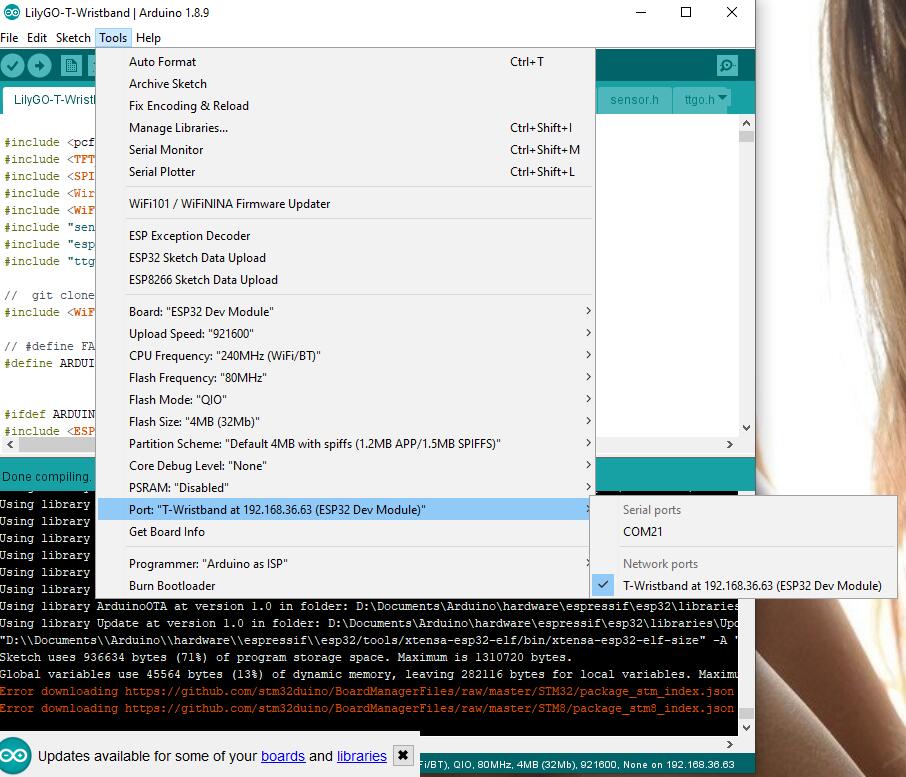 LilyGO-T-Wristband | Arduino 1.8.9
File Edit Sketch Tools Help
Auto Format Ctrl+T
Archive Sketch
Fix Encoding & Reload
Manage Libraries... Ctrl+Shift+I
Serial Monitor Ctrl+Shift+M
Serial Plotter Ctrl+Shift+L
WiFi101 / WiFiNINA Firmware Updater
ESP Exception Decoder
ESP32 Sketch Data Upload
ESP8266 Sketch Data Upload
Board: "ESP32 Dev Module"
Upload Speed: "921600"
CPU Frequency: "240MHz (WiFi/BT)"
Flash Frequency: "80MHz"
Flash Mode: "QIO"
Flash Size: "4MB (32Mb)"
Partition Scheme: "Default 4MB with spiffs (1.2MB APP/1.5MB SPIFFS)"
Core Debug Level: "None"
PSRAM: "Disabled"
Port: "T-Wristband at 192.168.36.63 (ESP32 Dev Module)"
Get Board Info
Programmer: "Arduino as ISP"
Burn Bootloader
Serial ports
COM21
Network ports
T-Wristband at 192.168.36.63 (ESP32 Dev Module)
LilyGO-T-Wristl
sensor.h
ttgo.h
#include <pcf
#include <TFT
#include <SPI
#include <Wir
#include <WiF
#include "sen
#include "esp
#include "ttg
// git clone
#include <WiF
// #define FA
#define ARDUI
#ifdef ARDUIN
#include <ESP
Done compiling.
Using library
Using library
Using library
Using library
Using library
Using library
Using library ArduinoOTA at version 1.0 in folder: D:\Documents\Arduino\hardware\espressif\esp32\libraries
Using library Update at version 1.0 in folder: D:\Documents\Arduino\hardware\espressif\esp32\libraries\Upd
"D:\\Documents\\Arduino\\hardware\\espressif\\esp32/tools/xtensa-esp32-elf/bin/xtensa-esp32-elf-size" -A "
Sketch uses 936634 bytes (71%) of program storage space. Maximum is 1310720 bytes.
Global variables use 45564 bytes (13%) of dynamic memory, leaving 282116 bytes for local variables. Maximu
Error downloading https://github.com/stm32duino/BoardManagerFiles/raw/master/STM32/package_stm_index.json
Error downloading https://github.com/stm32duino/BoardManagerFiles/raw/master/STM8/package_stm8_index.json
Updates available for some of your boards and libraries
Fi/BT), QIO, 80MHz, 4MB (32Mb), 921600, None on 192.168.36.63